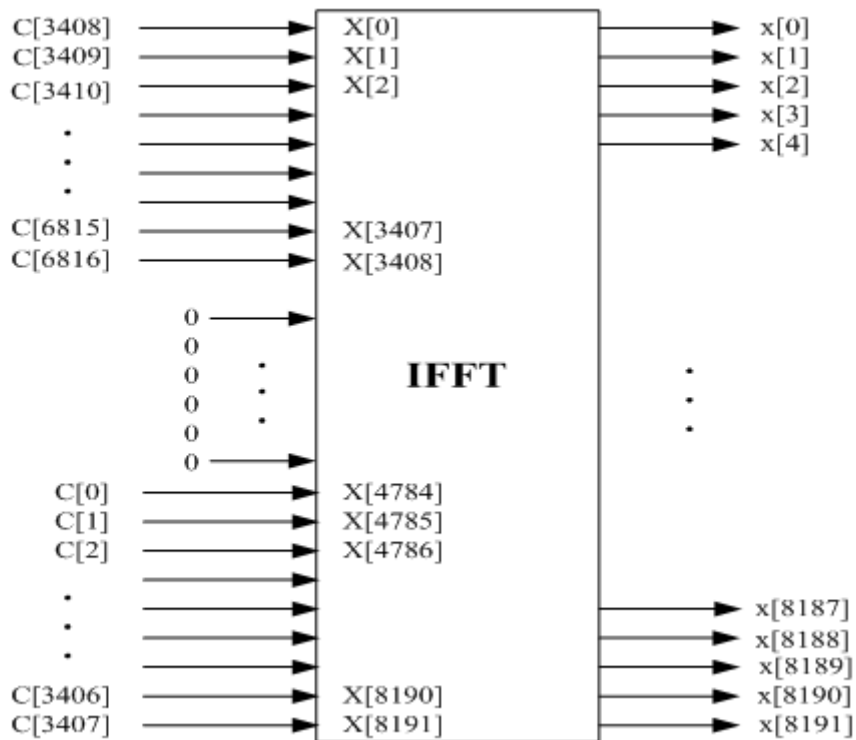 C[3408] X[0] x[0]
C[3409] X[1] x[1]
C[3410] X[2] x[2]
x[3]
x[4]
C[6815] X[3407]
C[6816] X[3408]
0
0
0
0
0
0
IFFT
C[0] X[4784]
C[1] X[4785]
C[2] X[4786]
x[8187]
x[8188]
x[8189]
C[3406] X[8190] x[8190]
C[3407] X[8191] x[8191]